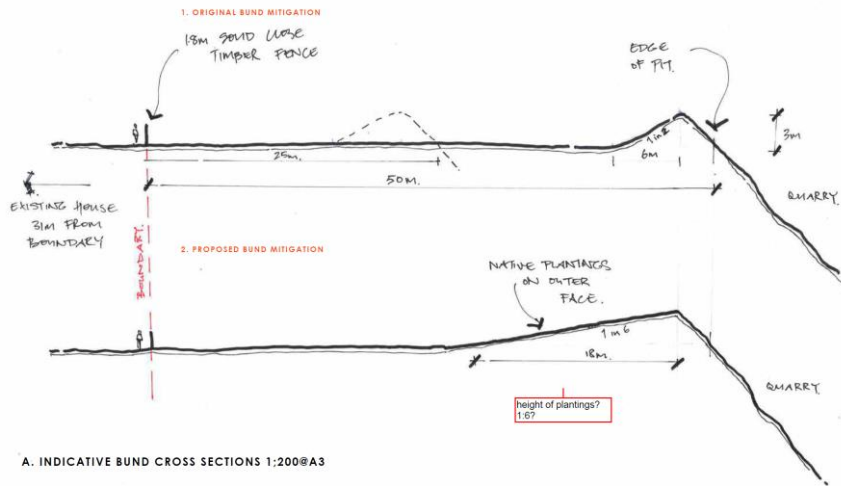 1. ORIGINAL BUND MITIGATION
1.8m SOLID CLOSE
TIMBER FENCE
EDGE
OF PIT.
1 in 2
3m
25m.
6m
50m.
EXISTING HOUSE
31m FROM
BOUNDARY
QUARRY.
BOUNDARY.
2. PROPOSED BUND MITIGATION
NATIVE PLANTINGS
ON OUTER
FACE.
1 in 6
18m.
QUARRY
height of plantings?
1:6?
A. INDICATIVE BUND CROSS SECTIONS 1;200@A3